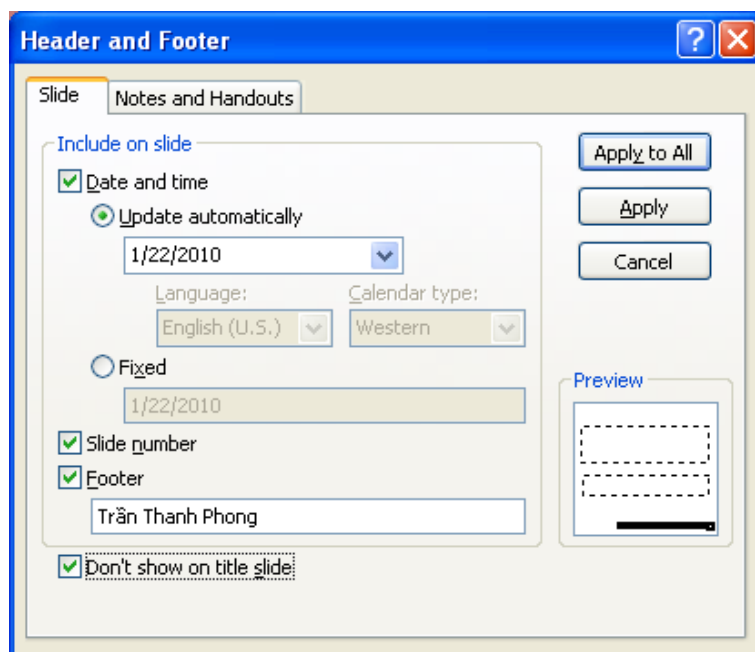 Header and Footer
Slide
Notes and Handouts
Include on slide
Date and time
Update automatically
1/22/2010
Language:
Calendar type:
English (U.S.)
Western
Fixed
1/22/2010
Slide number
Footer
Trần Thanh Phong
Don't show on title slide
Apply to All
Apply
Cancel
Preview